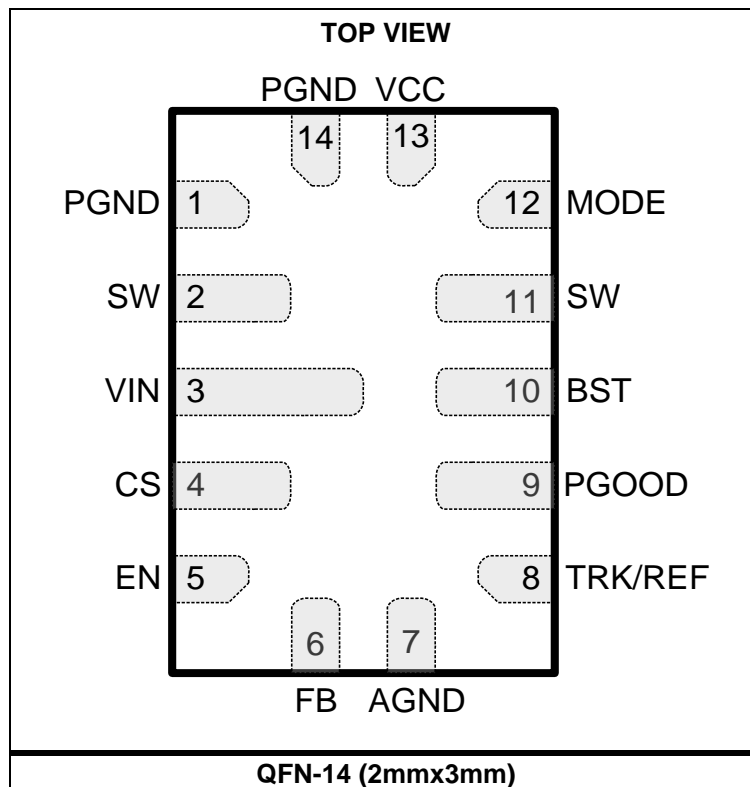 TOP VIEW
PGND VCC
14 13
PGND 1 12 MODE
SW 2 11 SW
VIN 3 10 BST
CS 4 9 PGOOD
EN 5 8 TRK/REF
6 7
FB AGND
QFN-14 (2mmx3mm)